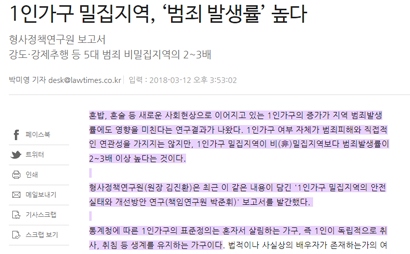 1인가구 밀집지역, ‘범죄 발생률’ 높다
형사정책연구원 보고서
강도·강제추행 등 5대 범죄 비밀집지역의 2~3배
박미영 기자 desk@lawtimes.co.kr 입력 : 2018-03-12 오후 3:53:02
혼밥, 혼술 등 새로운 사회현상으로 이어지고 있는 1인가구의 증가가 지역 범죄발생
률에도 영향을 미친다는 연구결과가 나왔다. 1인가구 여부 자체가 범죄피해와 직접적
인 연관성을 가지지는 않지만, 1인가구 밀집지역이 비(非)밀집지역보다 범죄발생률이
2~3배 이상 높다는 것이다.
형사정책연구원(원장 김진환)은 최근 이 같은 내용이 담긴 '1인가구 밀집지역의 안전
실태와 개선방안 연구(책임연구원 박준휘)' 보고서를 발간했다.
통계청에 따른 1인가구의 표준정의는 혼자서 살림하는 가구, 즉 1인이 독립적으로 취
사, 취침 등 생계를 유지하는 가구이다. 법적이나 사실상의 배우자가 존재하는가의 여
페이스북
트위터
인쇄
메일보내기
기사스크랩
스크랩 보기